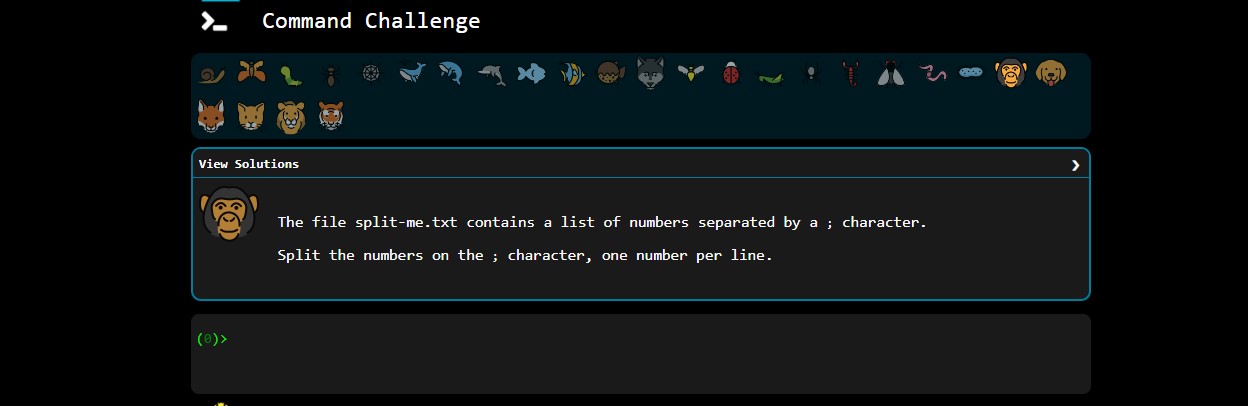 Command Challenge
View Solutions
The file split-me.txt contains a list of numbers separated by a ; character.
Split the numbers on the ; character, one number per line.
(0)>